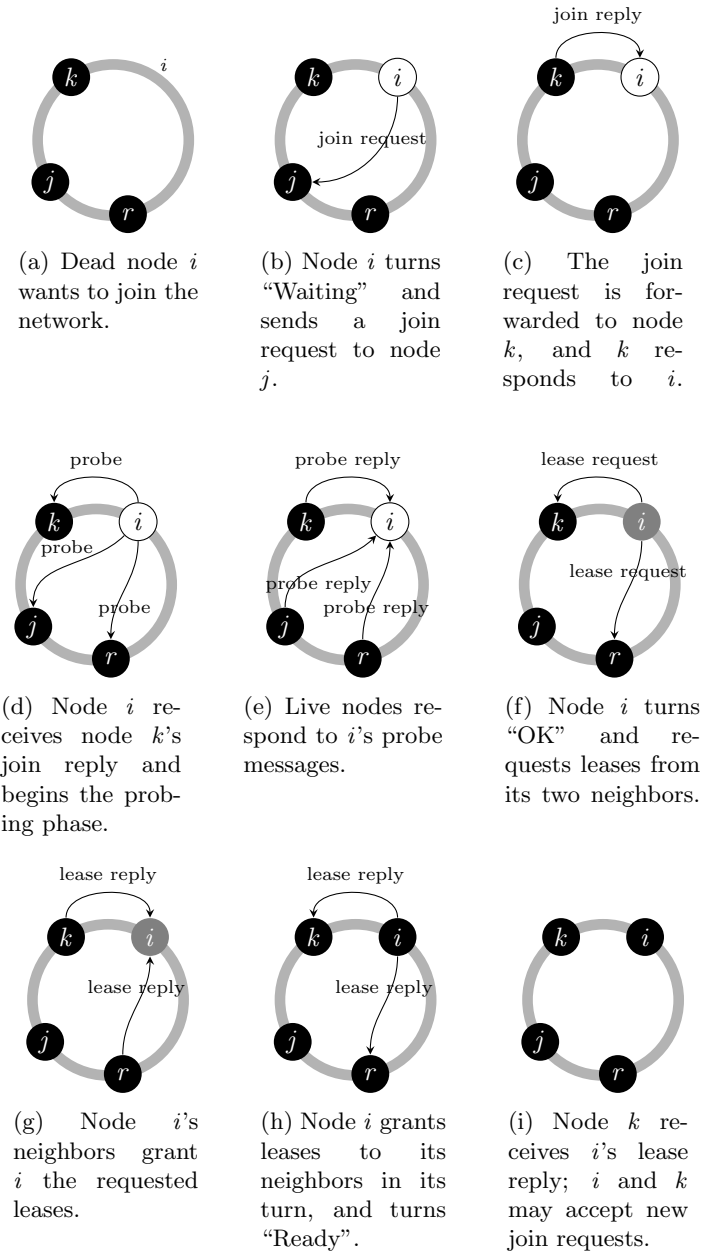 i
k
j
r
(a) Dead node i
wants to join the
network.
k
i
join request
j
r
(b) Node i turns
“Waiting” and
sends a join
request to node
j.
join reply
k
i
j
r
(c) The join
request is for-
warded to node
k, and k re-
sponds to i.
probe
k
i
probe
probe
j
r
(d) Node i re-
ceives node k’s
join reply and
begins the prob-
ing phase.
probe reply
k
i
probe reply
probe reply
j
r
(e) Live nodes re-
spond to i’s probe
messages.
lease request
k
i
lease request
j
r
(f) Node i turns
“OK” and re-
quests leases from
its two neighbors.
lease reply
k
i
lease reply
j
r
(g) Node i’s
neighbors grant
i the requested
leases.
lease reply
k
i
lease reply
j
r
(h) Node i grants
leases to its
neighbors in its
turn, and turns
“Ready”.
k
i
j
r
(i) Node k re-
ceives i’s lease
reply; i and k
may accept new
join requests.